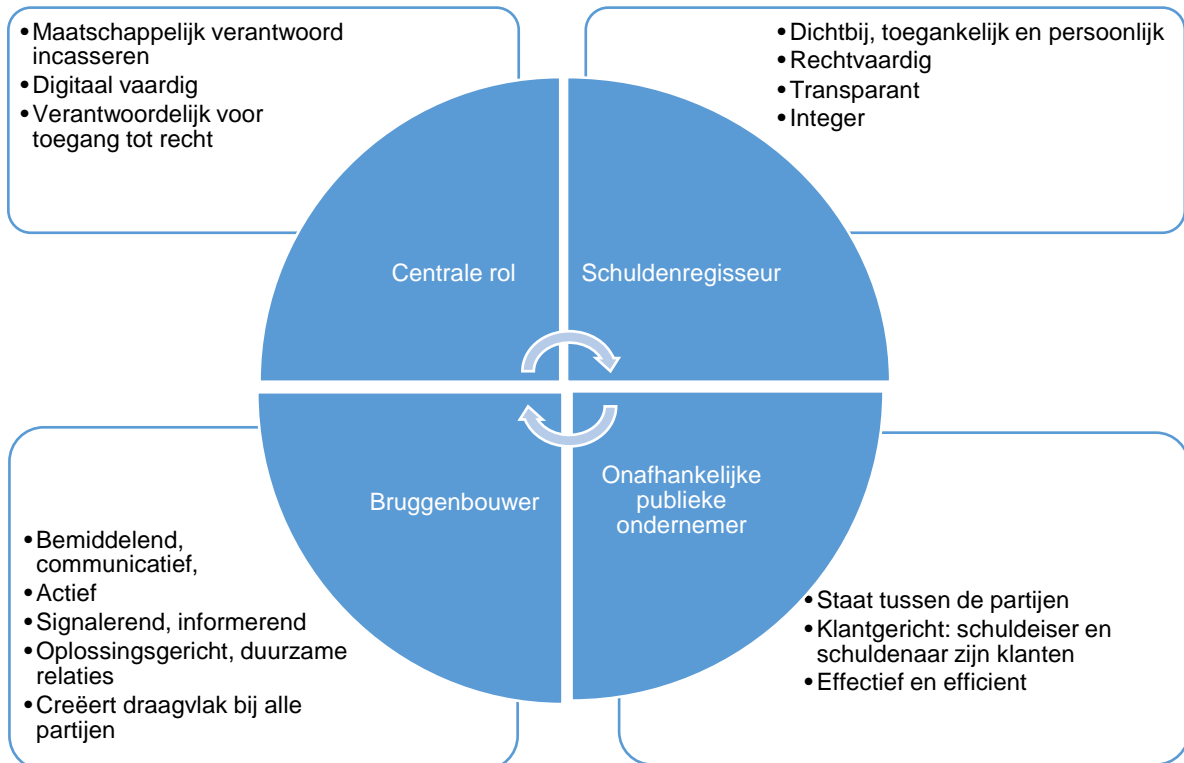 •Maatschappelijk verantwoord
incasseren
•Digitaal vaardig
•Verantwoordelijk voor
toegang tot recht
•Dichtbij, toegankelijk en persoonlijk
•Rechtvaardig
•Transparant
•Integer
Centrale rol
Schuldenregisseur
Bruggenbouwer
Onafhankelijke
publieke
ondernemer
•Bemiddelend,
communicatief,
•Actief
•Signalerend, informerend
•Oplossingsgericht, duurzame
relaties
•Creëert draagvlak bij alle
partijen
•Staat tussen de partijen
•Klantgericht: schuldeiser en
schuldenaar zijn klanten
•Effectief en efficient